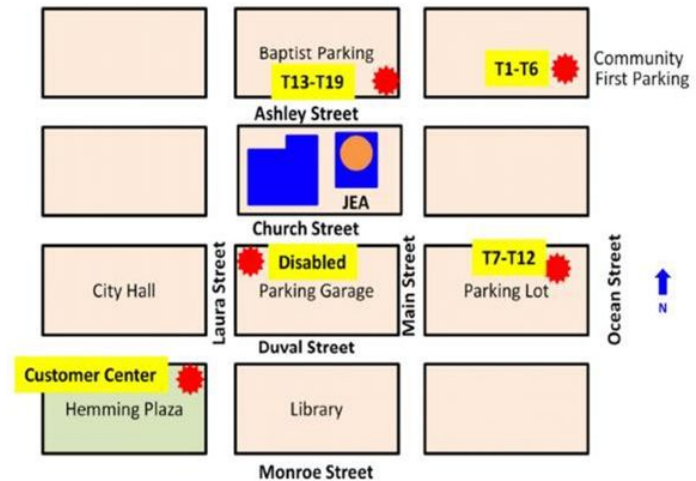 Baptist Parking
T13-T19
T1-T6
Community
First Parking
Ashley Street
JEA
Church Street
Laura Street
Disabled
Main Street
T7-T12
Ocean Street
City Hall
Parking Garage
Parking Lot
N
Duval Street
Customer Center
Hemming Plaza
Library
Monroe Street